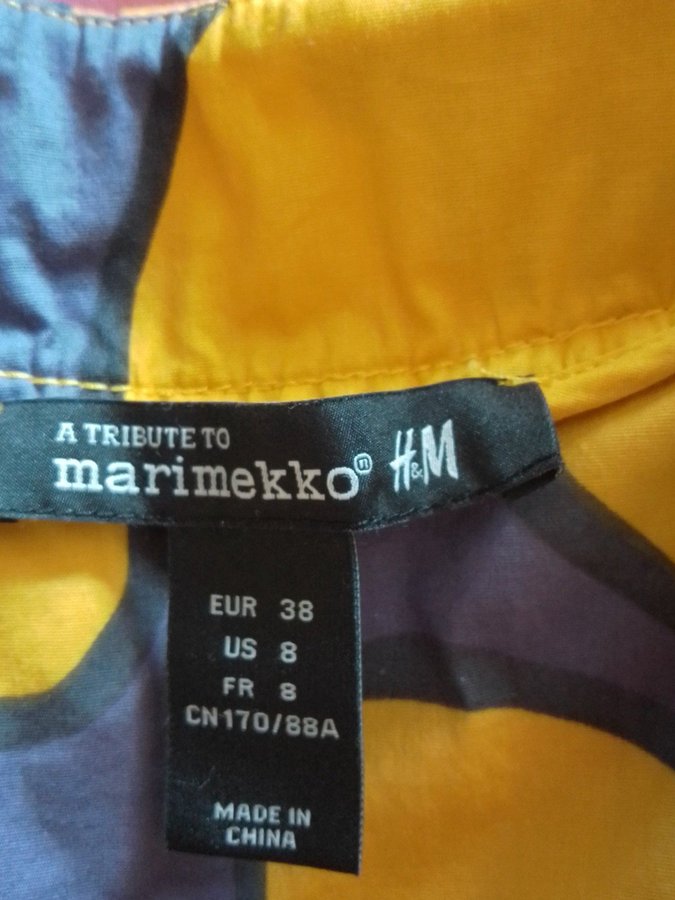 A TRIBUTE TO
marimekko® H&M
EUR 38
US 8
FR 8
CN170/88A
MADE IN
CHINA